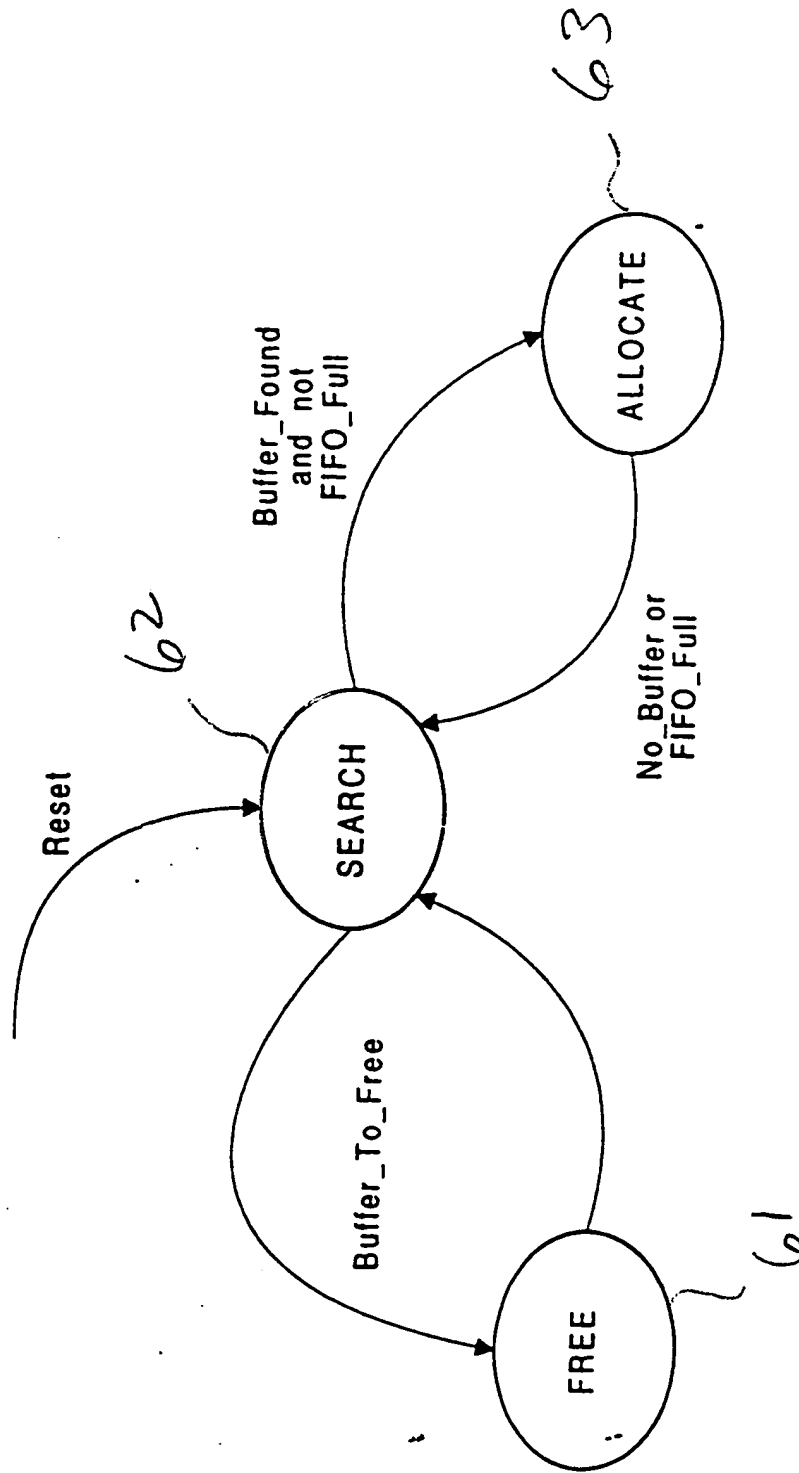 Reset
62
SEARCH
Buffer_Found
and not
FIFO_Full
Buffer_To_Free
No_Buffer or
FIFO_Full
FREE
61
ALLOCATE
63